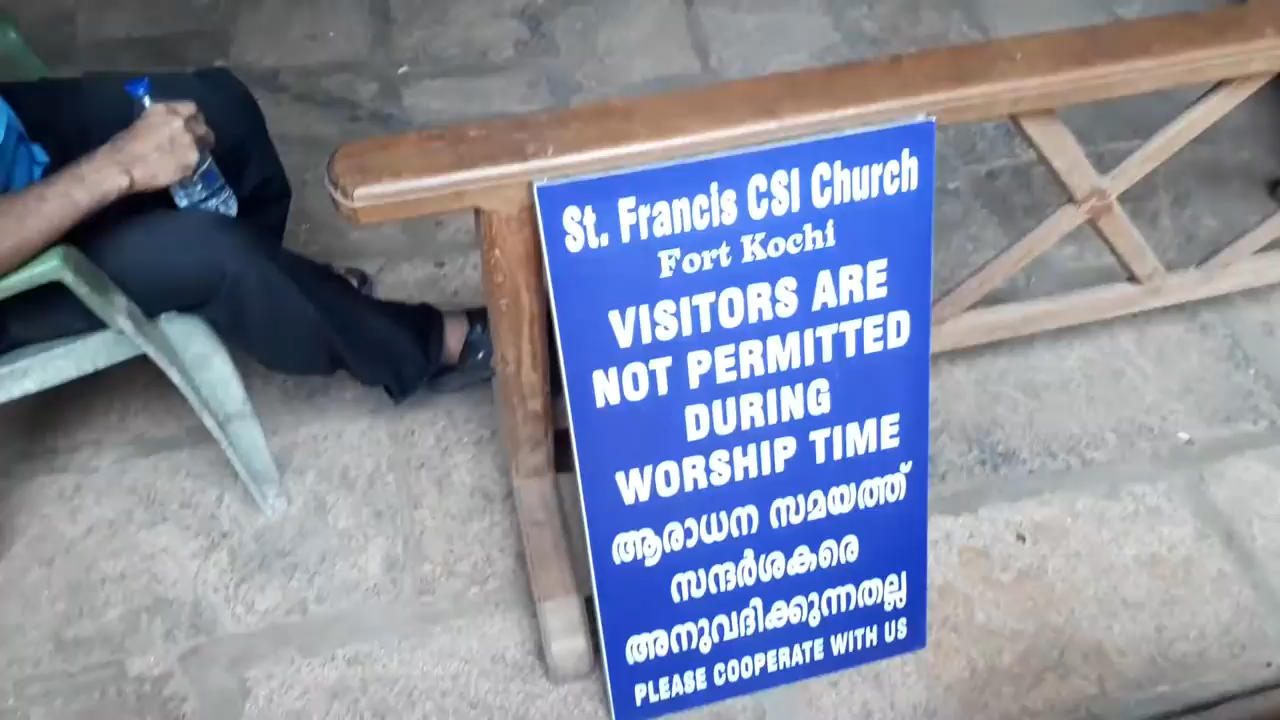 St. Francis CSI Church
Fort Kochi
VISITORS ARE
NOT PERMITTED
DURING
WORSHIP TIME
ആരാധന സമയത്ത്
സന്ദർശകരെ
അനുവദിക്കുന്നതല്ല
PLEASE COOPERATE WITH US